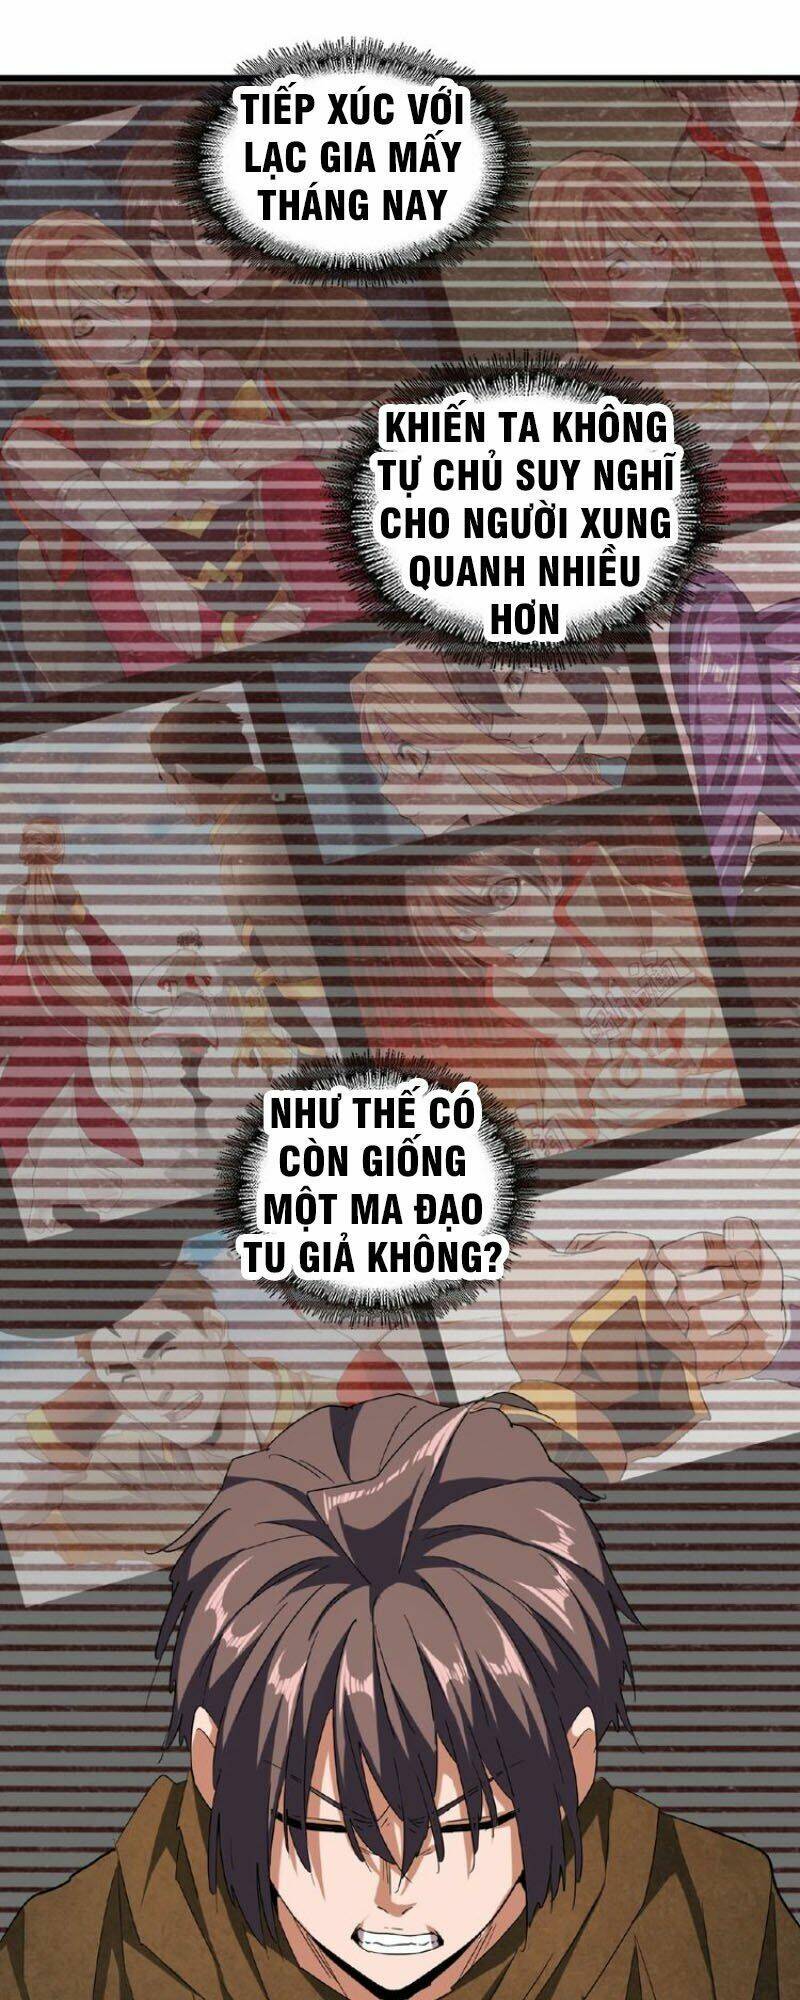 TIẾP XÚC VỚI
LẠC GIA MẤY
THÁNG NAY
KHIẾN TA KHÔNG
TỰ CHỦ SUY NGHĨ
CHO NGƯỜI XUNG
QUANH NHIỀU
HƠN
NHƯ THẾ CÓ
CÒN GIỐNG
MỘT MA ĐẠO
TU GIẢ KHÔNG?